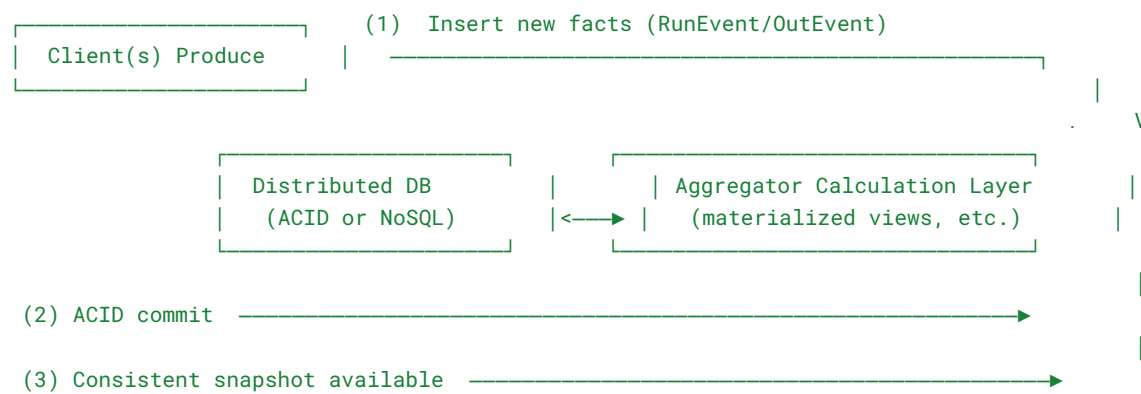 (1) Insert new facts (RunEvent/OutEvent)
Client(s) Produce
Distributed DB
Aggregator Calculation Layer
(ACID or NoSQL)
(materialized views, etc.)
(2) ACID commit
(3) Consistent snapshot available